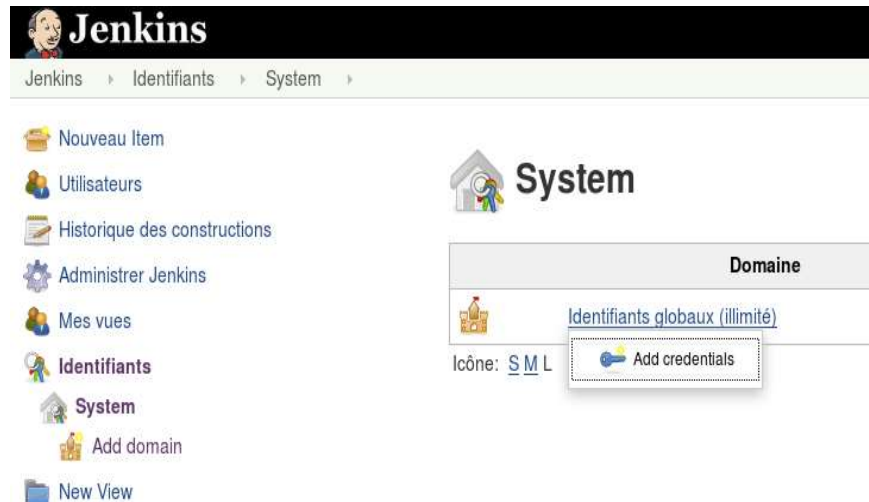 Jenkins
Jenkins Identifiants System
Nouveau Item
Utilisateurs
Historique des constructions
Administrer Jenkins
Mes vues
Identifiants
System
Add domain
New View
System
Domaine
Identifiants globaux (illimité)
Add credentials
Icône: S M L